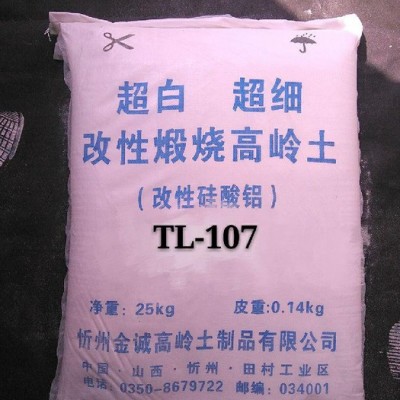 超白 超细
改性煅烧高岭土
(改性硅酸铝)
TL-107
净重:25kg 皮重:0.14kg
忻州金诚高岭土制品有限公司
中国·山西·忻州·田村工业区
电话:0350-8679722 邮编:034001